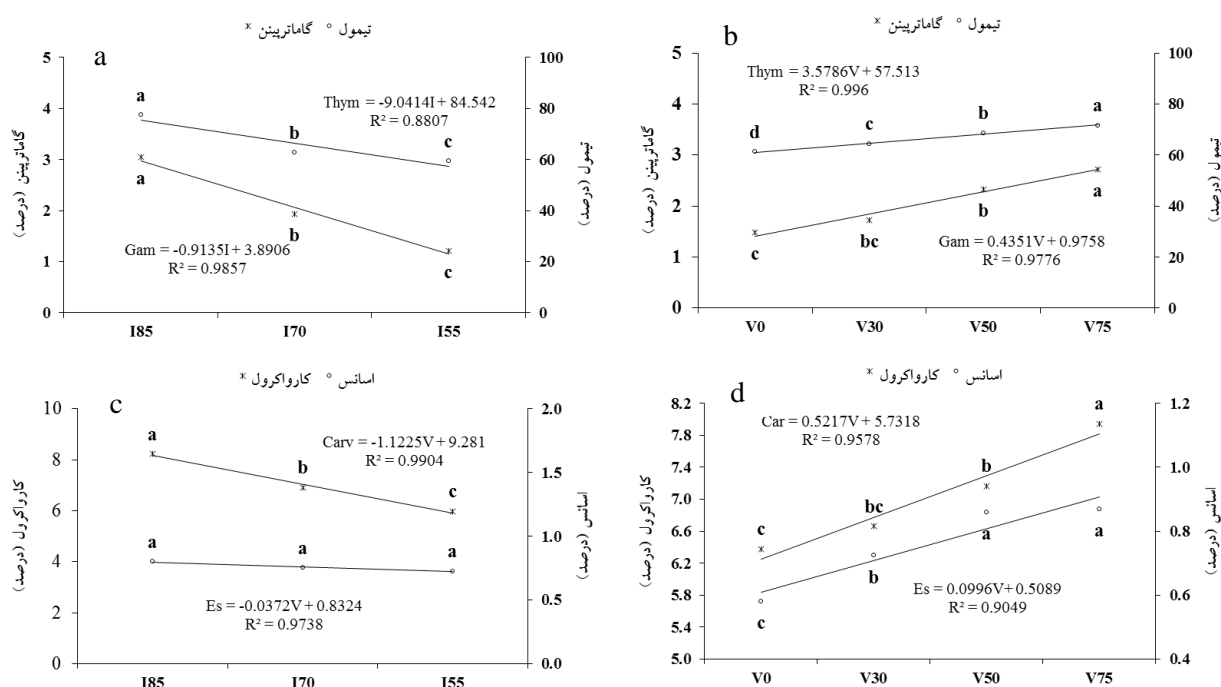 * گاماترپینن ° تیمول
a
گاماترپینن (درصد)
تیمول (درصد)
5
4
3
2
1
0
100
80
60
40
20
0
a
b
c
Thym = -9.0414I + 84.542
R² = 0.8807
a
b
c
Gam = -0.9135I + 3.8906
R² = 0.9857
I85 I70 I55
* گاماترپینن ° تیمول
b
گاماترپینن (درصد)
تیمول (درصد)
5
4
3
2
1
0
100
80
60
40
20
0
Thym = 3.5786V + 57.513
R² = 0.996
d
c
b
a
c
bc
b
a
Gam = 0.4351V + 0.9758
R² = 0.9776
V0 V30 V50 V75
* کارواکرول ° اسانس
c
کارواکرول (درصد)
اسانس (درصد)
10
8
6
4
2
0
2.0
1.5
1.0
0.5
0.0
a
b
c
Carv = -1.1225V + 9.281
R² = 0.9904
a
a
a
Es = -0.0372V + 0.8324
R² = 0.9738
I85 I70 I55
* کارواکرول ° اسانس
d
کارواکرول (درصد)
اسانس (درصد)
8.2
7.8
7.4
7.0
6.6
6.2
5.8
5.4
5.0
1.2
1.0
0.8
0.6
0.4
Car = 0.5217V + 5.7318
R² = 0.9578
c
bc
b
a
c
b
a
a
Es = 0.0996V + 0.5089
R² = 0.9049
V0 V30 V50 V75